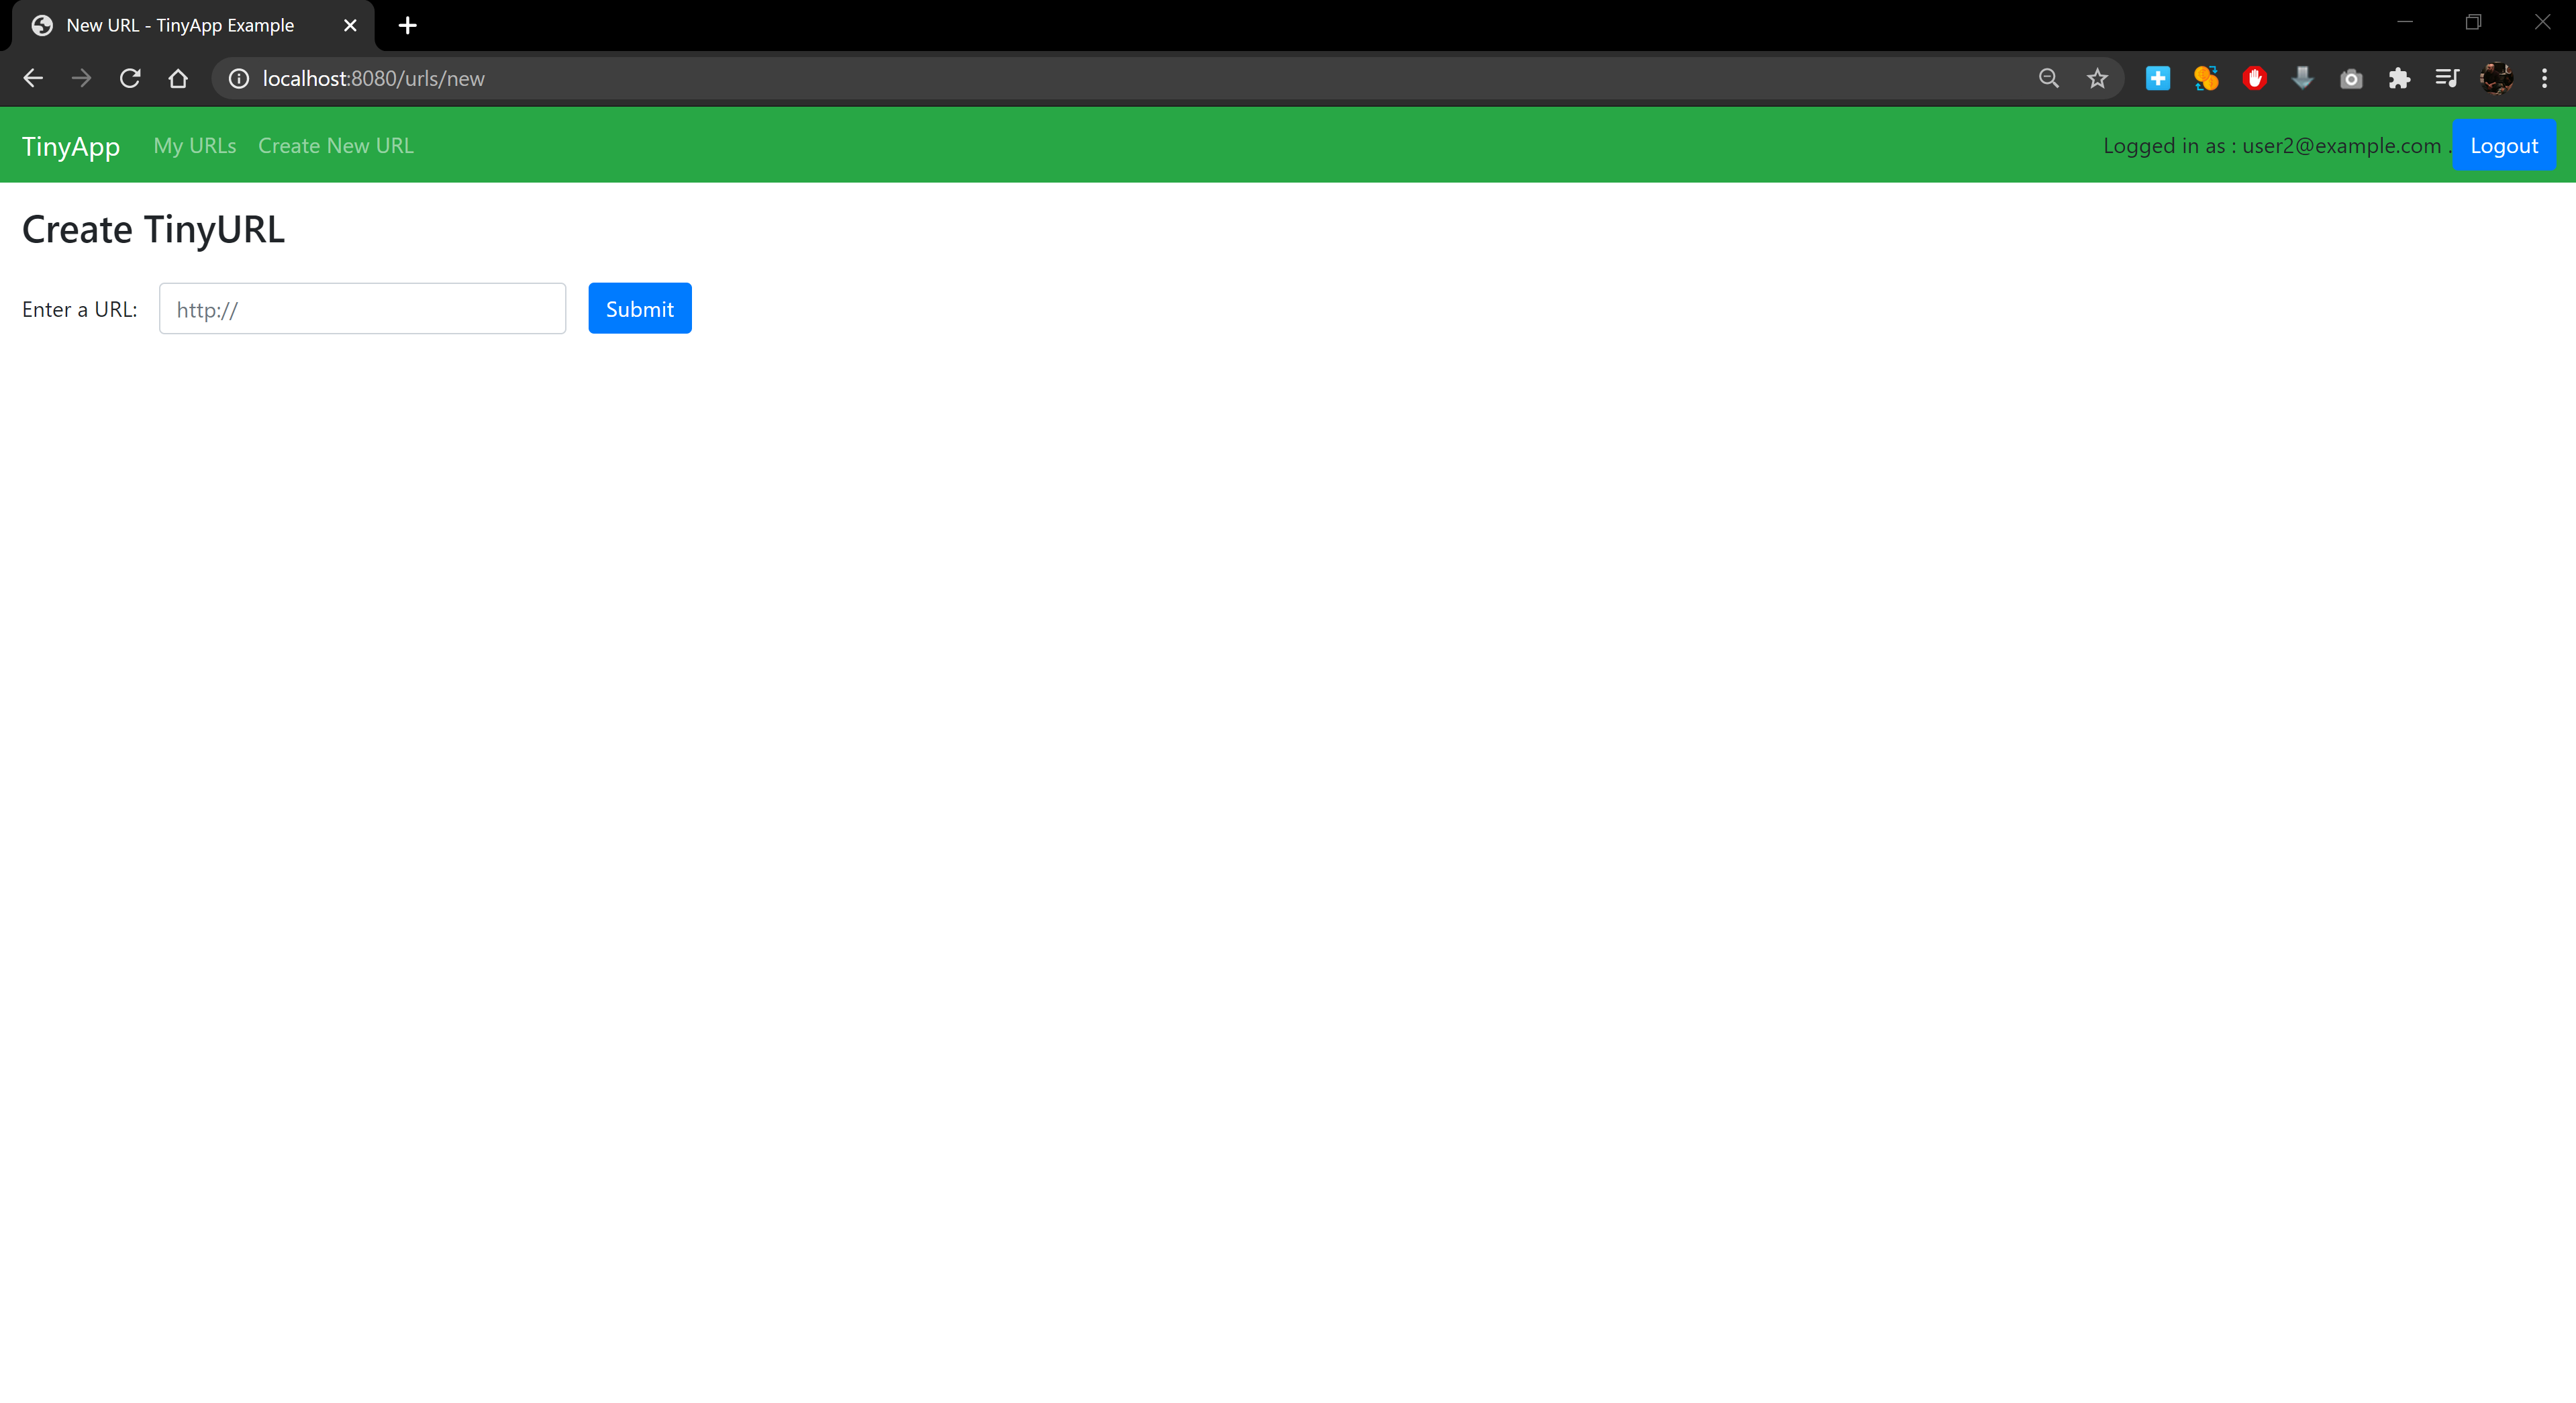 New URL - TinyApp Example
localhost:8080/urls/new
TinyApp My URLs Create New URL Logged in as : user2@example.com . Logout
Create TinyURL
Enter a URL: http:// Submit